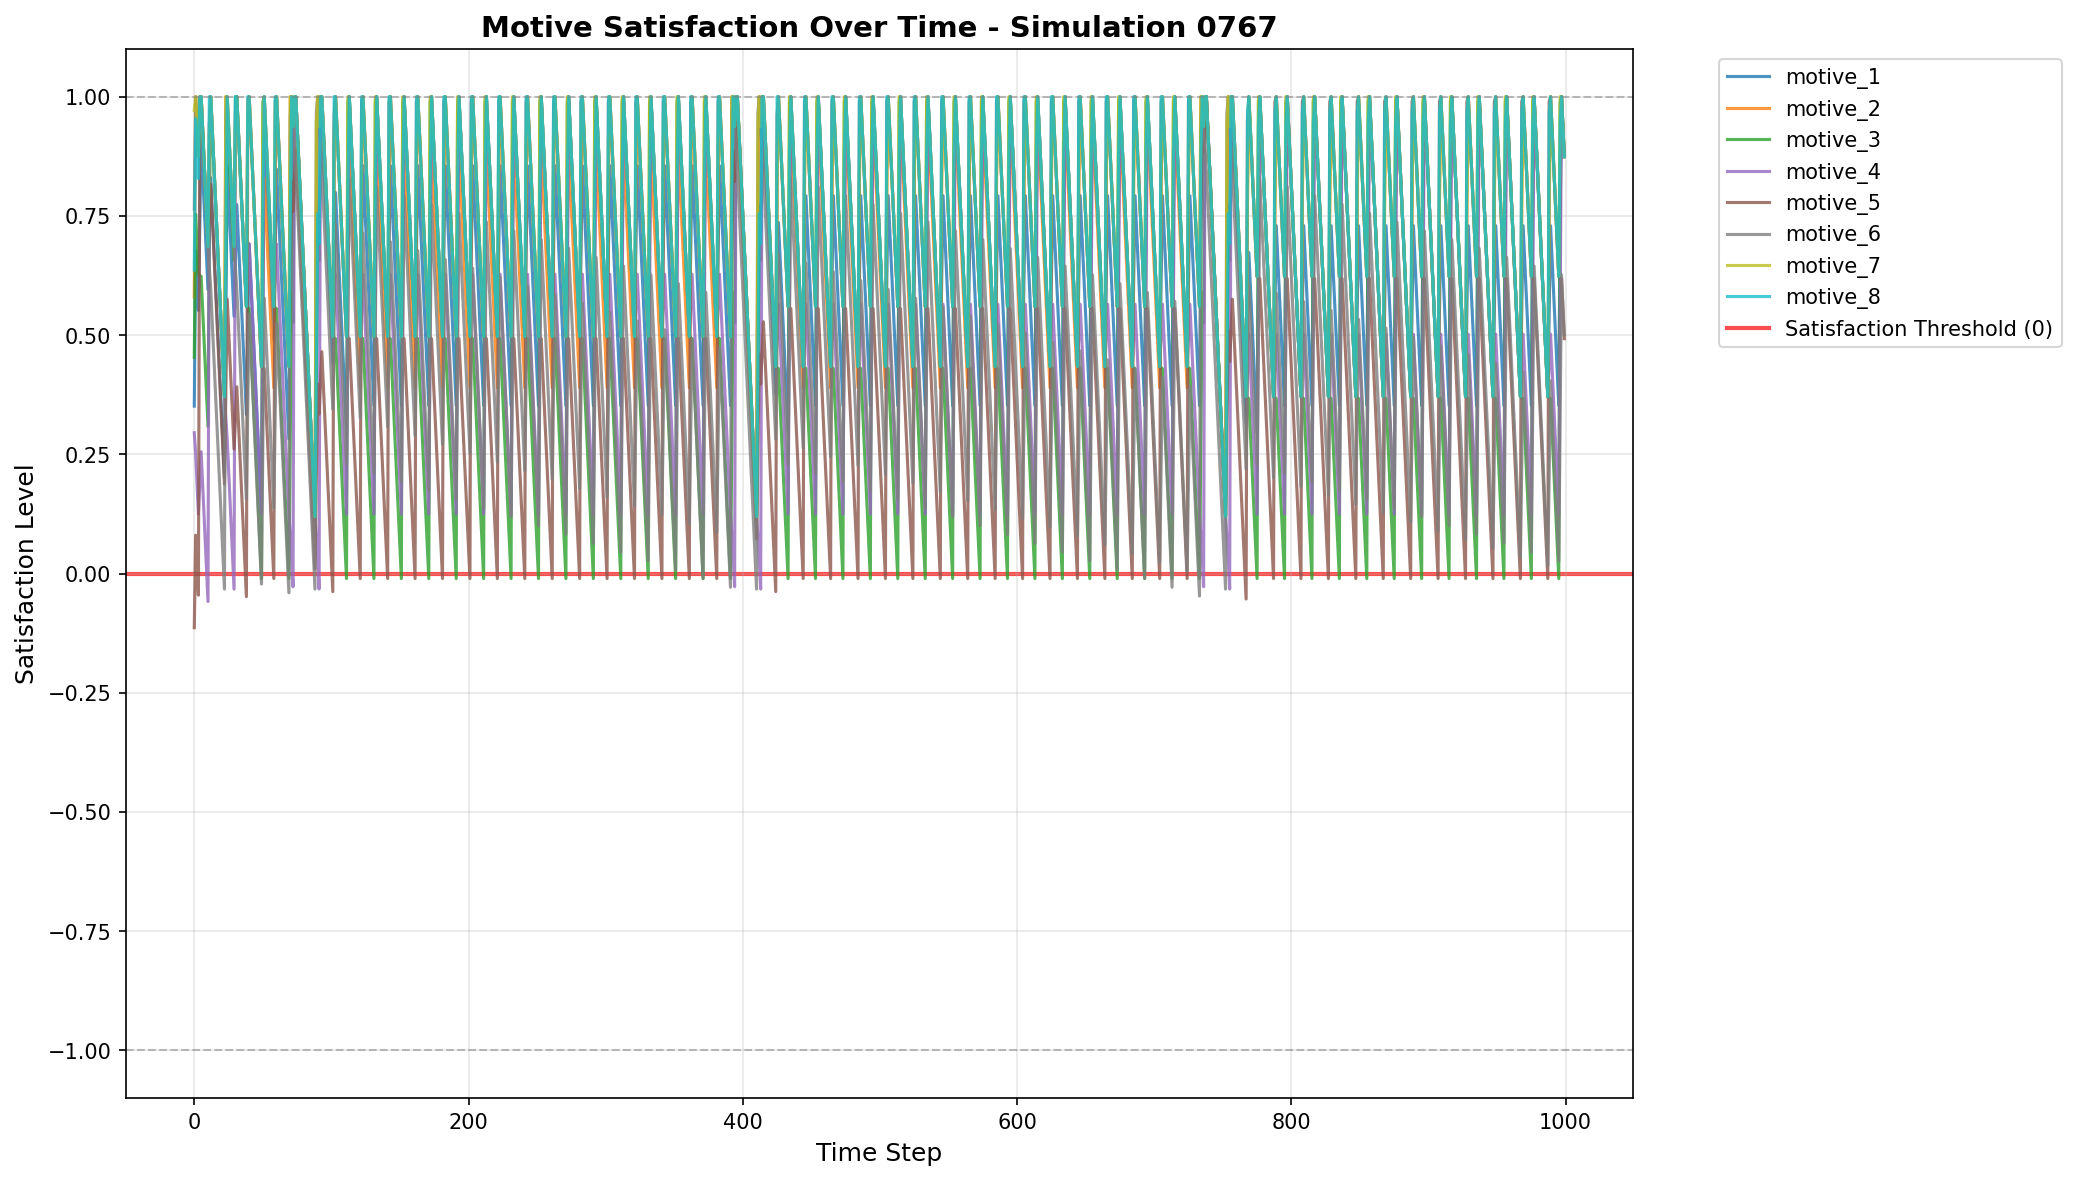 Motive Satisfaction Over Time - Simulation 0767
Satisfaction Level
1.00
0.75
0.50
0.25
0.00
−0.25
−0.50
−0.75
−1.00
0
200
400
600
800
1000
Time Step
motive_1
motive_2
motive_3
motive_4
motive_5
motive_6
motive_7
motive_8
Satisfaction Threshold (0)